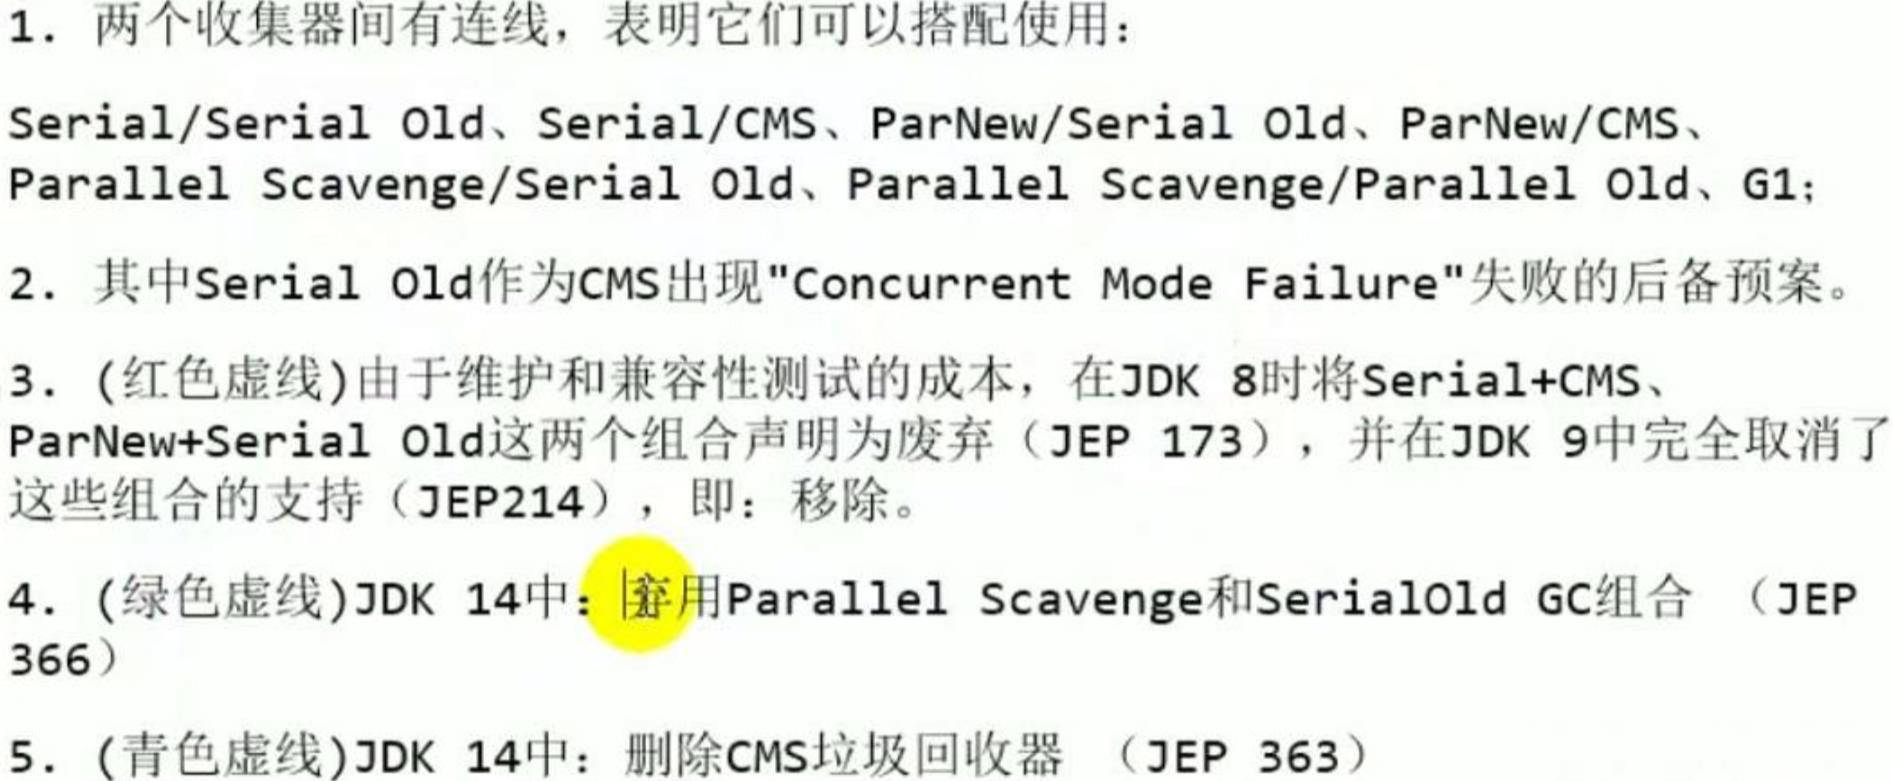 1. 两个收集器间有连线，表明它们可以搭配使用：
Serial/Serial Old、Serial/CMS、ParNew/Serial Old、ParNew/CMS、
Parallel Scavenge/Serial Old、Parallel Scavenge/Parallel Old、G1；
2. 其中Serial Old作为CMS出现"Concurrent Mode Failure"失败的后备预案。
3. (红色虚线)由于维护和兼容性测试的成本，在JDK 8时将Serial+CMS、
ParNew+Serial Old这两个组合声明为废弃（JEP 173），并在JDK 9中完全取消了
这些组合的支持（JEP214），即：移除。
4. (绿色虚线)JDK 14中：弃用Parallel Scavenge和SerialOld GC组合 （JEP
366）
5. (青色虚线)JDK 14中：删除CMS垃圾回收器 （JEP 363）